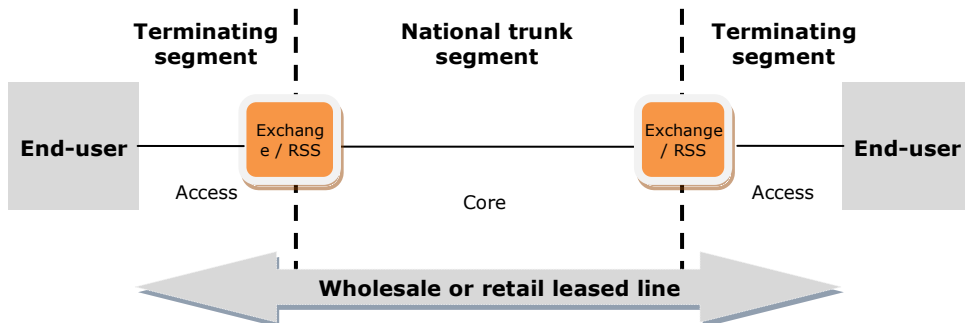 Terminating
segment
National trunk
segment
Terminating
segment
End-user
Exchang
e / RSS
Exchange
/ RSS
End-user
Access
Core
Access
Wholesale or retail leased line